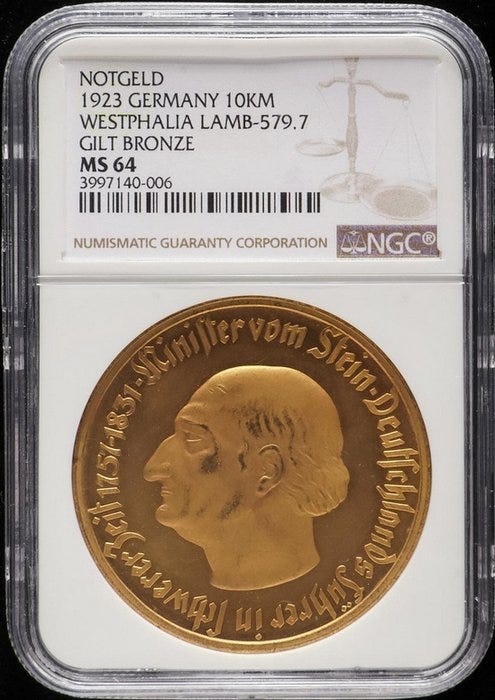 NOTGELD
1923 GERMANY 10KM
WESTPHALIA LAMB-579.7
GILT BRONZE
MS 64
3997140-006
NUMISMATIC GUARANTY CORPORATION
NGC®
Minister vom Stein · Deutschlands Führer in schwerer Zeit 1757-1831 ·